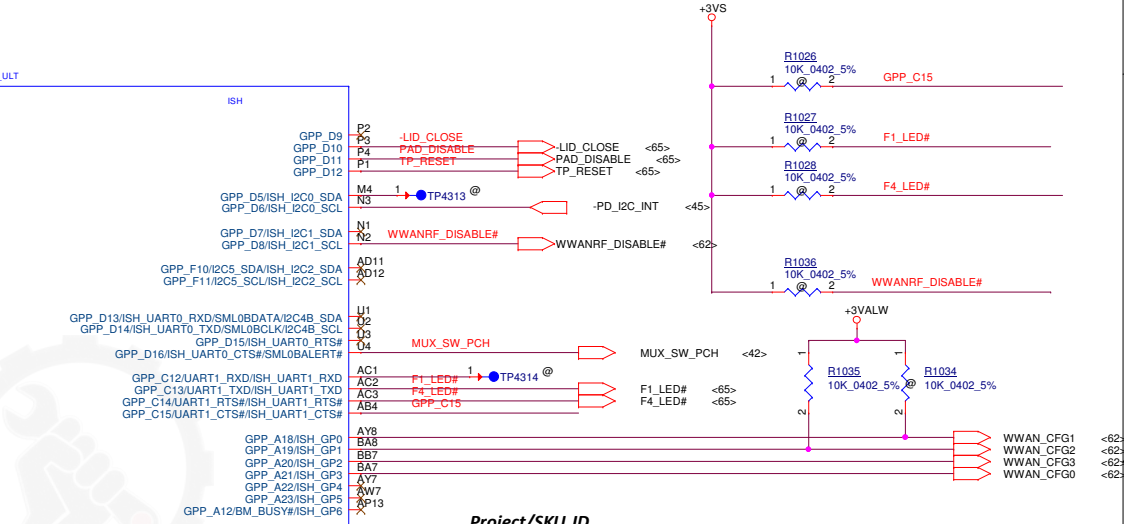 +3VS
_ULT
ISH
R1026
10K_0402_5%
1 @ 2 GPP_C15
R1027
10K_0402_5%
1 @ 2 F1_LED#
R1028
10K_0402_5%
1 @ 2 F4_LED#
R1036
10K_0402_5%
1 @ 2 WWANRF_DISABLE#
GPP_D9 P2
GPP_D10 P3 -LID_CLOSE -LID_CLOSE <65>
GPP_D11 P4 PAD_DISABLE PAD_DISABLE <65>
GPP_D12 P1 TP_RESET TP_RESET <65>
GPP_D5/ISH_I2C0_SDA M4 1 TP4313 @
GPP_D6/ISH_I2C0_SCL N3 -PD_I2C_INT <45>
GPP_D7/ISH_I2C1_SDA N1
GPP_D8/ISH_I2C1_SCL N2 WWANRF_DISABLE# WWANRF_DISABLE# <62>
GPP_F10/I2C5_SDA/ISH_I2C2_SDA AD11
GPP_F11/I2C5_SCL/ISH_I2C2_SCL AD12
GPP_D13/ISH_UART0_RXD/SML0BDATA/I2C4B_SDA U1
GPP_D14/ISH_UART0_TXD/SML0BCLK/I2C4B_SCL U2
GPP_D15/ISH_UART0_RTS# U3
GPP_D16/ISH_UART0_CTS#/SML0BALERT# U4 MUX_SW_PCH MUX_SW_PCH <42>
GPP_C12/UART1_RXD/ISH_UART1_RXD AC1 1 TP4314 @
GPP_C13/UART1_TXD/ISH_UART1_TXD AC2 F1_LED# F1_LED# <65>
GPP_C14/UART1_RTS#/ISH_UART1_RTS# AC3 F4_LED# F4_LED# <65>
GPP_C15/UART1_CTS#/ISH_UART1_CTS# AB4 GPP_C15
+3VALW
1 R1035 10K_0402_5% 2
1 @ R1034 10K_0402_5% 2
GPP_A18/ISH_GP0 AY8 WWAN_CFG1 <62>
GPP_A19/ISH_GP1 BA8 WWAN_CFG2 <62>
GPP_A20/ISH_GP2 BB7 WWAN_CFG3 <62>
GPP_A21/ISH_GP3 BA7 WWAN_CFG0 <62>
GPP_A22/ISH_GP4 AY7
GPP_A23/ISH_GP5 AW7
GPP_A12/BM_BUSY#/ISH_GP6 AP13
Project/SKU ID